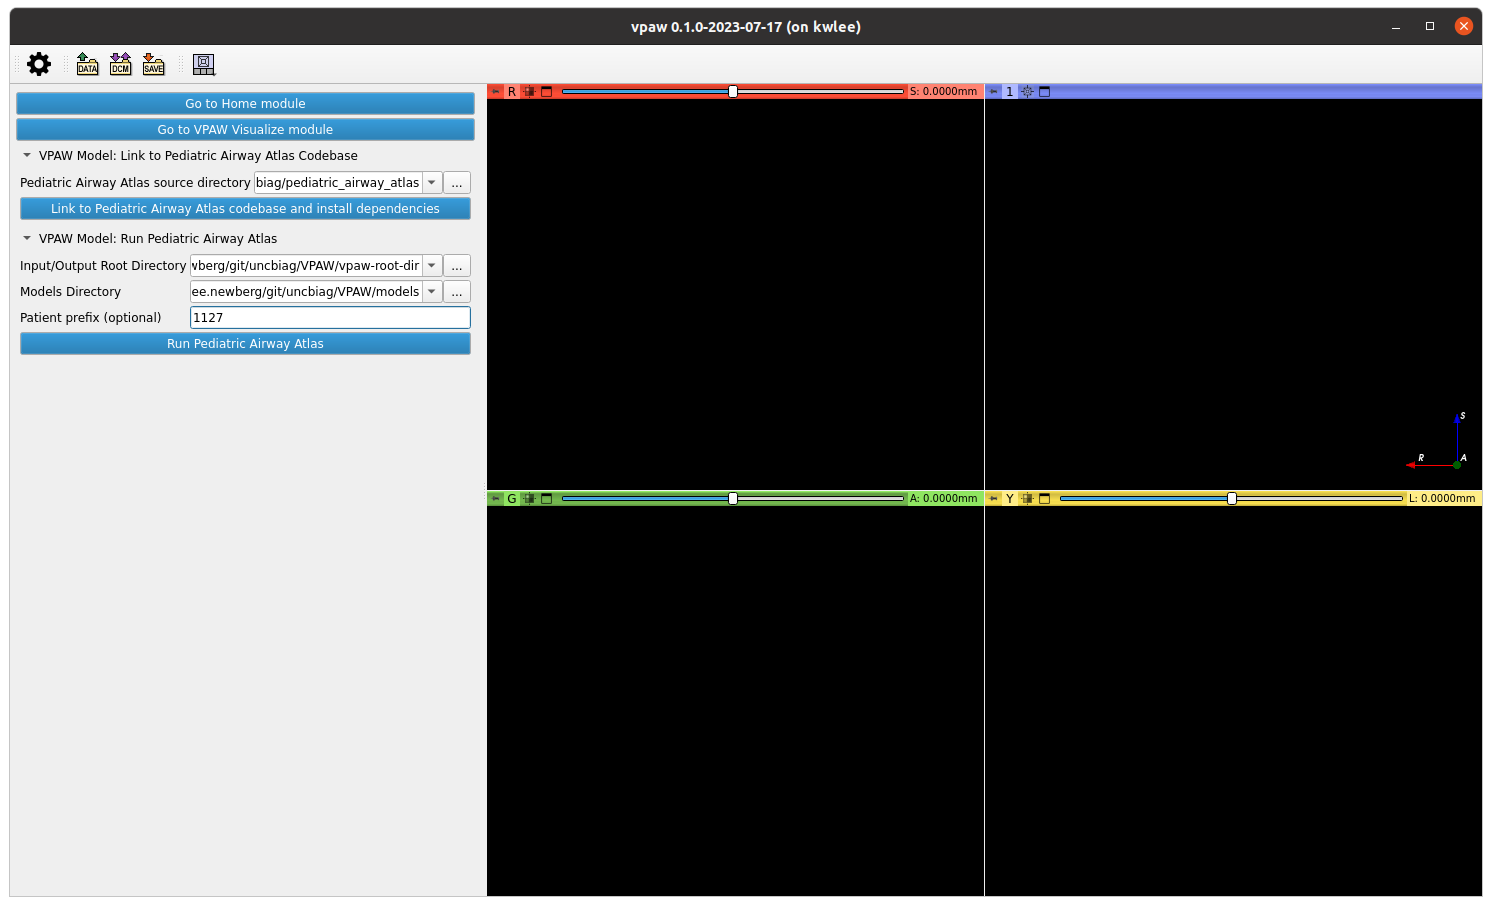 vpaw 0.1.0-2023-07-17 (on kwlee)
DATA DCM SAVE
Go to Home module
Go to VPAW Visualize module
VPAW Model: Link to Pediatric Airway Atlas Codebase
Pediatric Airway Atlas source directory biag/pediatric_airway_atlas ...
Link to Pediatric Airway Atlas codebase and install dependencies
VPAW Model: Run Pediatric Airway Atlas
Input/Output Root Directory wberg/git/uncbiag/VPAW/vpaw-root-dir ...
Models Directory ee.newberg/git/uncbiag/VPAW/models ...
Patient prefix (optional) 1127
Run Pediatric Airway Atlas
R S: 0.0000mm
1
S
R A
G A: 0.0000mm
Y L: 0.0000mm